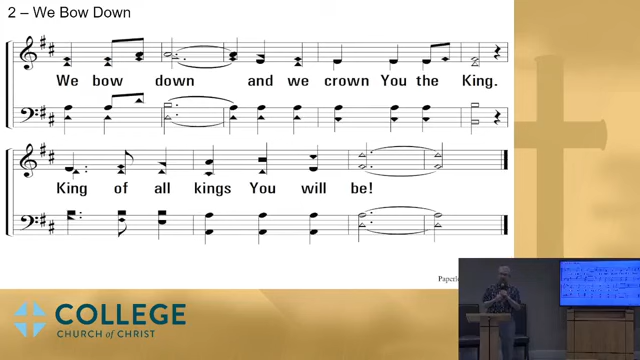 2 – We Bow Down
We bow down and we crown You the King.
King of all kings You will be!
COLLEGE
CHURCH of CHRIST